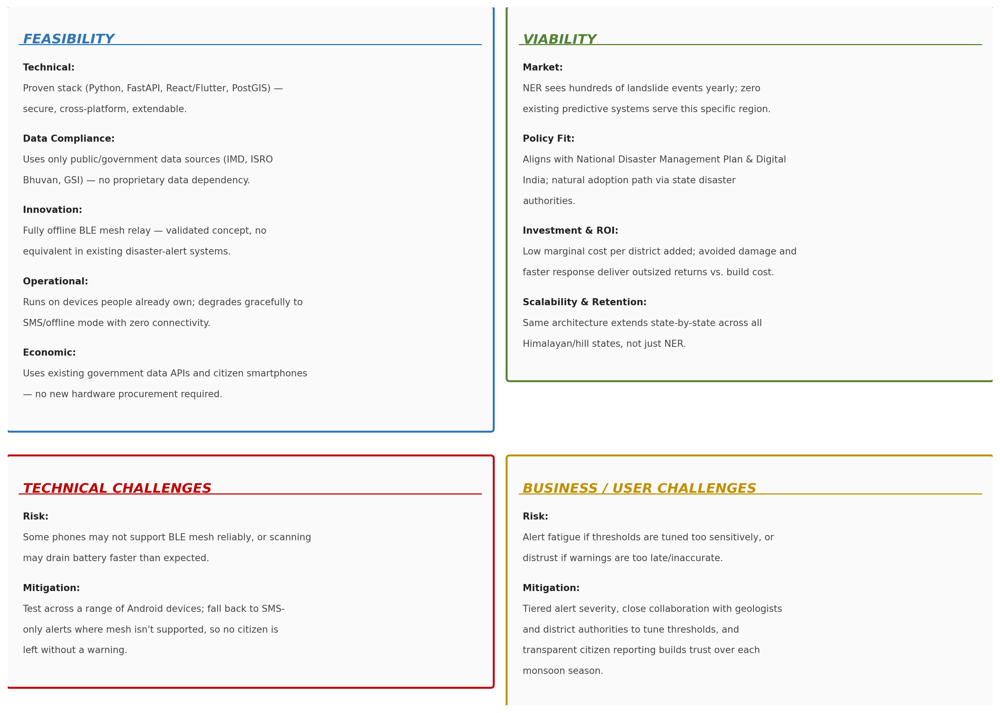 FEASIBILITY
Technical:
Proven stack (Python, FastAPI, React/Flutter, PostGIS) —
secure, cross-platform, extendable.
Data Compliance:
Uses only public/government data sources (IMD, ISRO
Bhuvan, GSI) — no proprietary data dependency.
Innovation:
Fully offline BLE mesh relay — validated concept, no
equivalent in existing disaster-alert systems.
Operational:
Runs on devices people already own; degrades gracefully to
SMS/offline mode with zero connectivity.
Economic:
Uses existing government data APIs and citizen smartphones
— no new hardware procurement required.
VIABILITY
Market:
NER sees hundreds of landslide events yearly; zero
existing predictive systems serve this specific region.
Policy Fit:
Aligns with National Disaster Management Plan & Digital
India; natural adoption path via state disaster
authorities.
Investment & ROI:
Low marginal cost per district added; avoided damage and
faster response deliver outsized returns vs. build cost.
Scalability & Retention:
Same architecture extends state-by-state across all
Himalayan/hill states, not just NER.
TECHNICAL CHALLENGES
Risk:
Some phones may not support BLE mesh reliably, or scanning
may drain battery faster than expected.
Mitigation:
Test across a range of Android devices; fall back to SMS-
only alerts where mesh isn't supported, so no citizen is
left without a warning.
BUSINESS / USER CHALLENGES
Risk:
Alert fatigue if thresholds are tuned too sensitively, or
distrust if warnings are too late/inaccurate.
Mitigation:
Tiered alert severity, close collaboration with geologists
and district authorities to tune thresholds, and
transparent citizen reporting builds trust over each
monsoon season.